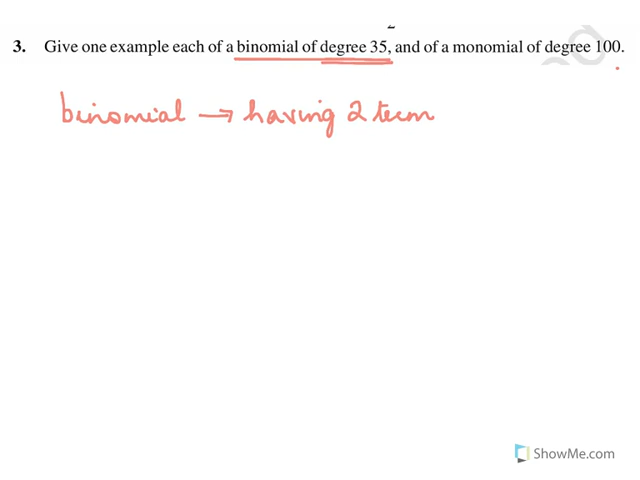 3. Give one example each of a binomial of degree 35, and of a monomial of degree 100.
binomial → having 2 term
ShowMe.com